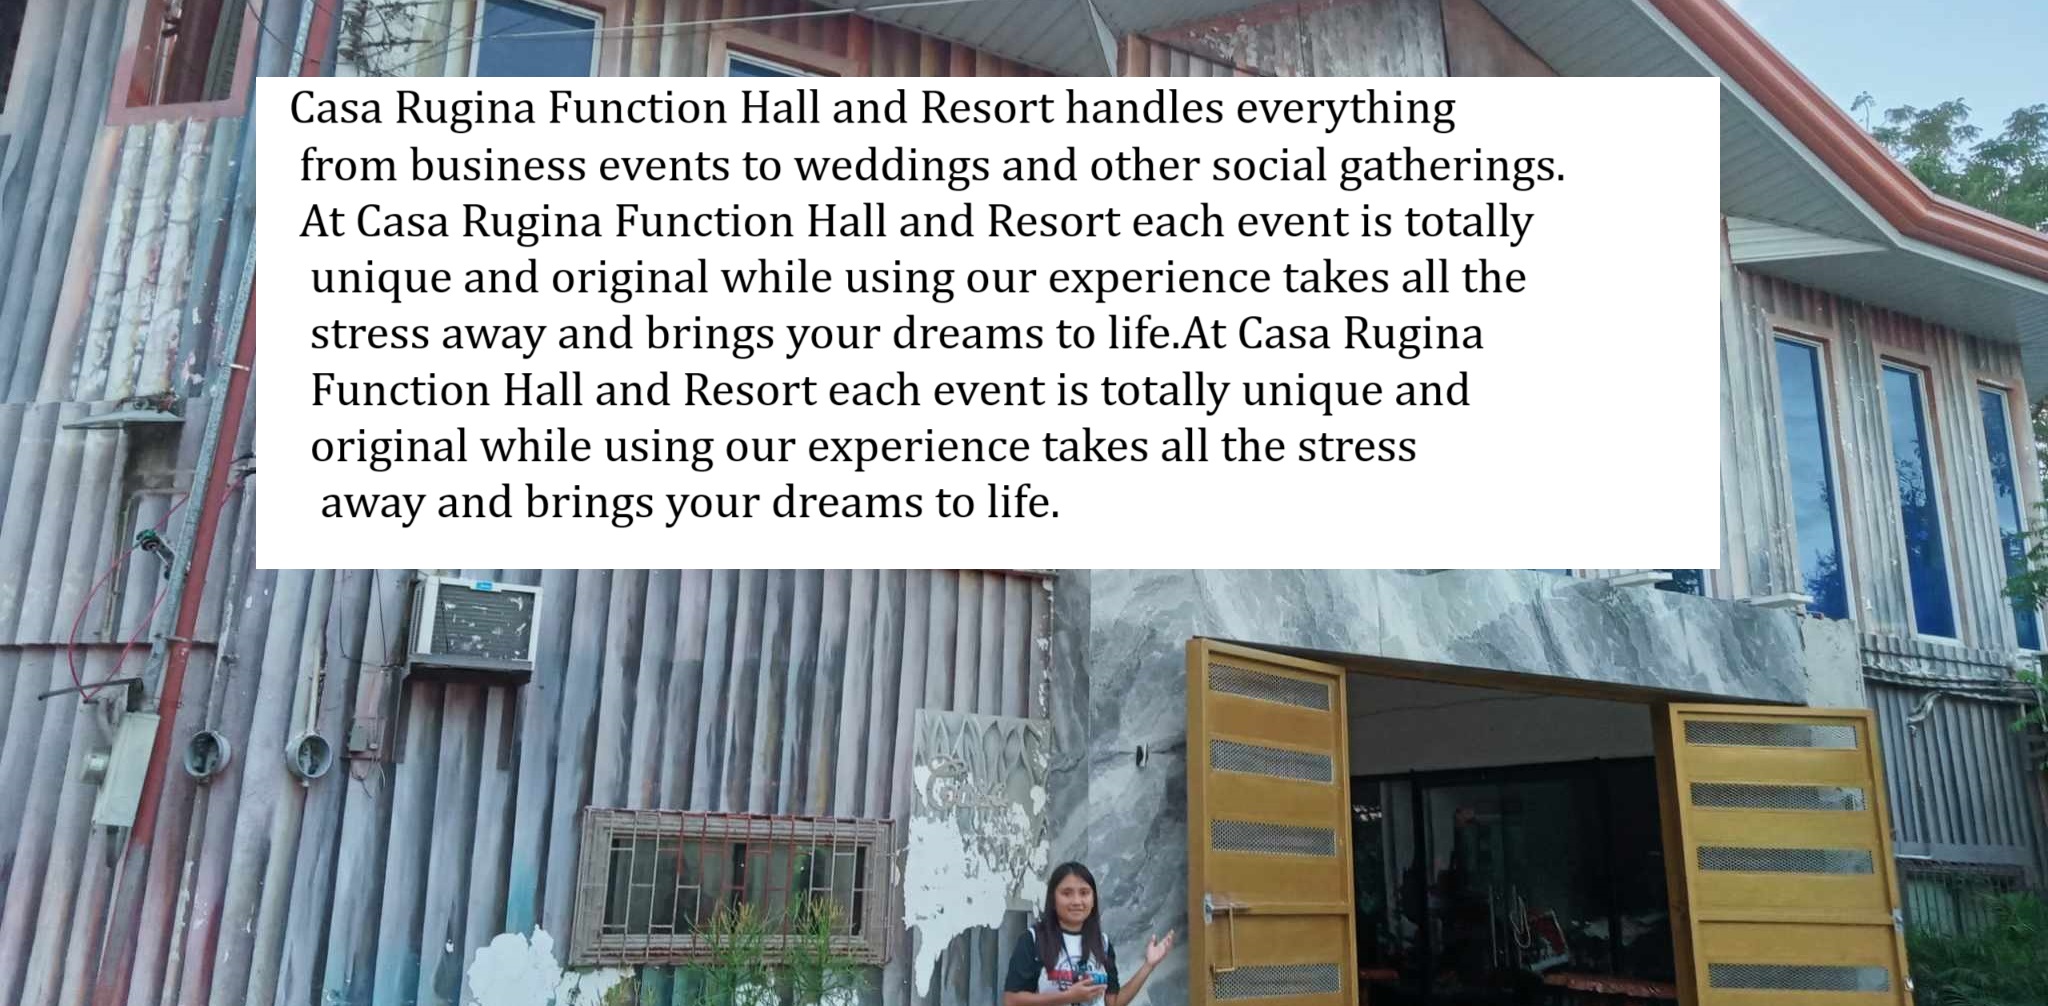 Casa Rugina Function Hall and Resort handles everything
from business events to weddings and other social gatherings.
At Casa Rugina Function Hall and Resort each event is totally
unique and original while using our experience takes all the
stress away and brings your dreams to life.At Casa Rugina
Function Hall and Resort each event is totally unique and
original while using our experience takes all the stress
away and brings your dreams to life.
Casa